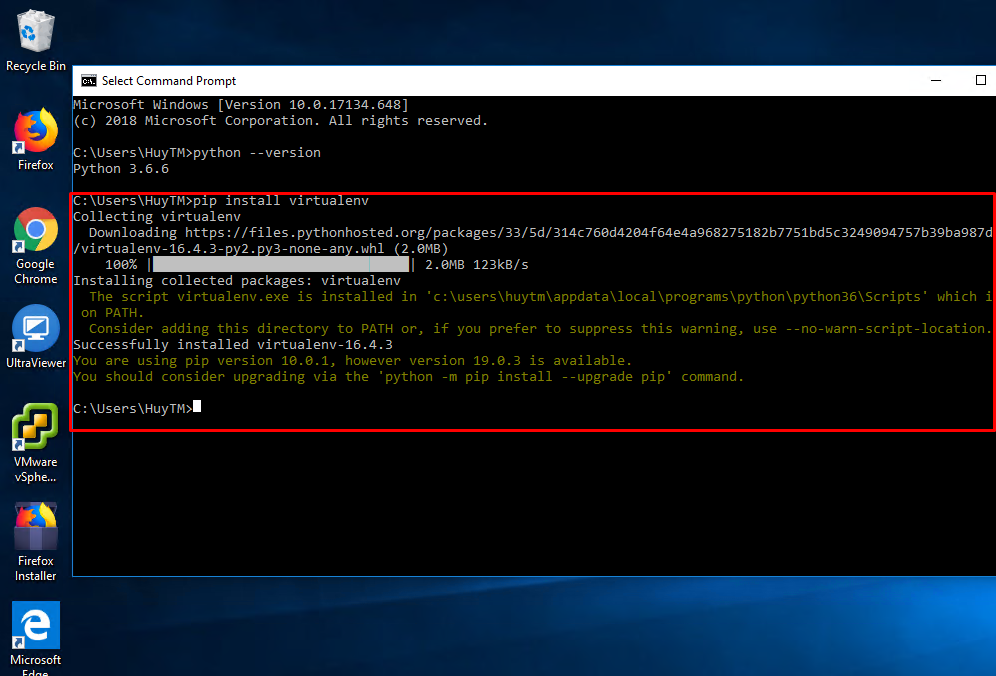 Recycle Bin
Firefox
Google
Chrome
UltraViewer
VMware
vSphe...
Firefox
Installer
Microsoft
Edge
Select Command Prompt
Microsoft Windows [Version 10.0.17134.648]
(c) 2018 Microsoft Corporation. All rights reserved.
C:\Users\HuyTM>python --version
Python 3.6.6
C:\Users\HuyTM>pip install virtualenv
Collecting virtualenv
Downloading https://files.pythonhosted.org/packages/33/5d/314c760d4204f64e4a968275182b7751bd5c3249094757b39ba987d
/virtualenv-16.4.3-py2.py3-none-any.whl (2.0MB)
100% || 2.0MB 123kB/s
Installing collected packages: virtualenv
The script virtualenv.exe is installed in 'c:\users\huytm\appdata\local\programs\python\python36\Scripts' which i
on PATH.
Consider adding this directory to PATH or, if you prefer to suppress this warning, use --no-warn-script-location.
Successfully installed virtualenv-16.4.3
You are using pip version 10.0.1, however version 19.0.3 is available.
You should consider upgrading via the 'python -m pip install --upgrade pip' command.
C:\Users\HuyTM>